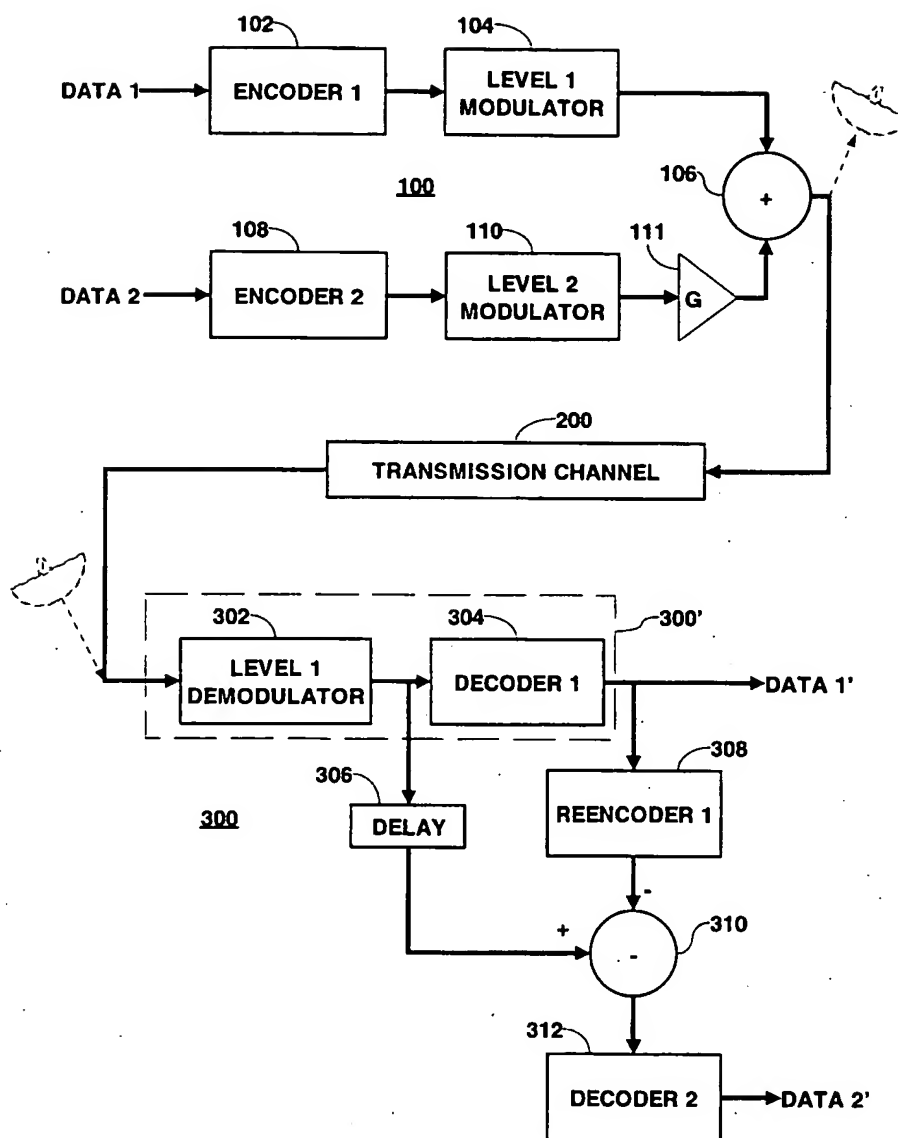 102
104
DATA 1
ENCODER 1
LEVEL 1
MODULATOR
106
+
100
108
110
111
DATA 2
ENCODER 2
LEVEL 2
MODULATOR
G
200
TRANSMISSION CHANNEL
302
304
300'
LEVEL 1
DEMODULATOR
DECODER 1
DATA 1'
306
308
300
DELAY
REENCODER 1
-
+
-
310
312
DECODER 2
DATA 2'